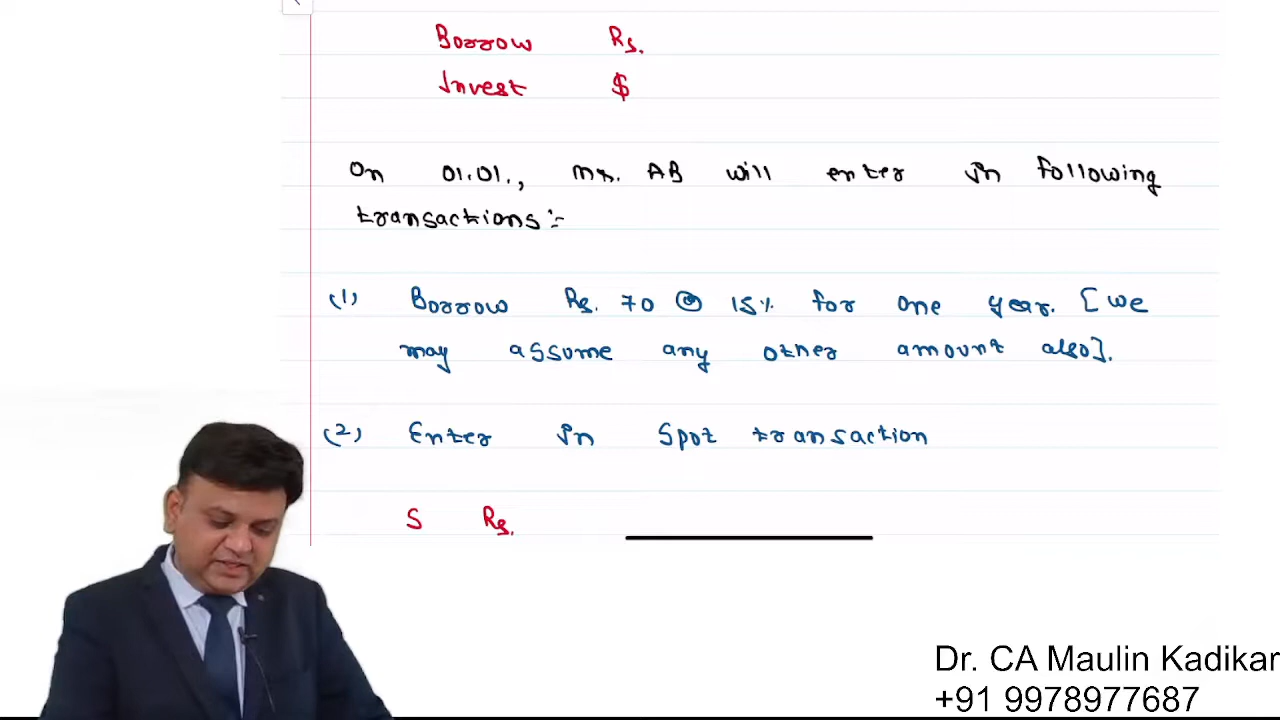 Borrow Rs.
Invest $
On 01.01., Mr. AB will enter in following
transactions :-
(1) Borrow Rs. 70 @ 15% for one year. [We
may assume any other amount also].
(2) Enter in Spot transaction
S Rs.
Dr. CA Maulin Kadikar
+91 9978977687